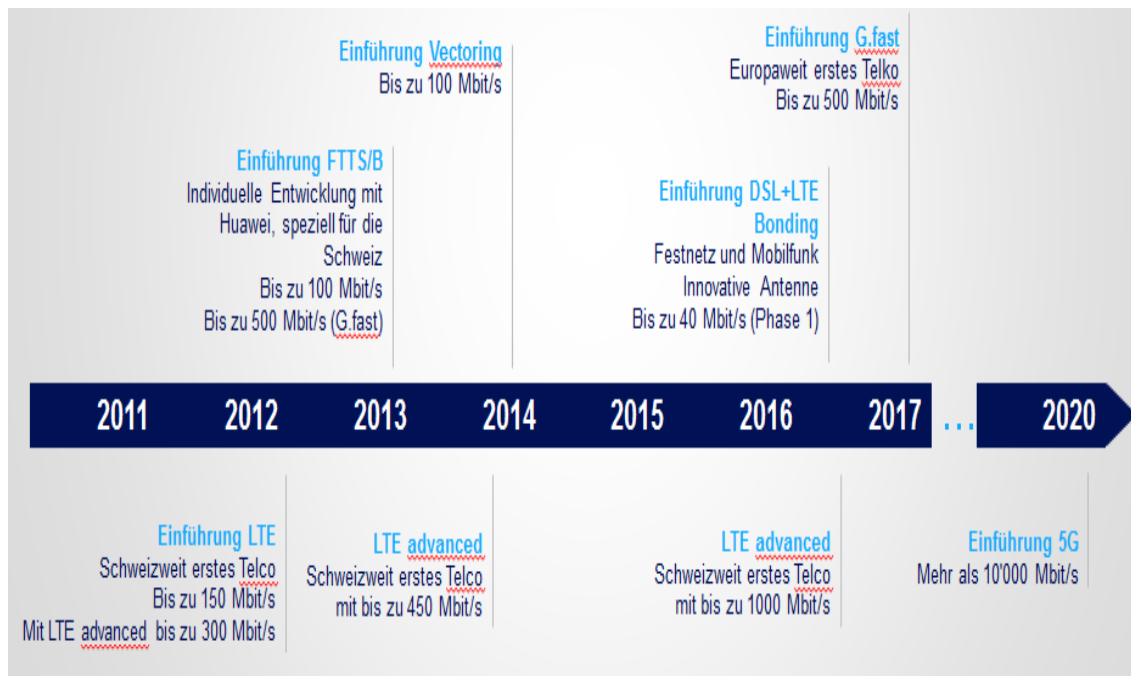 Einführung Vectoring
Bis zu 100 Mbit/s
Einführung G.fast
Europaweit erstes Telko
Bis zu 500 Mbit/s
Einführung FTTS/B
Individuelle Entwicklung mit
Huawei, speziell für die
Schweiz
Bis zu 100 Mbit/s
Bis zu 500 Mbit/s (G.fast)
Einführung DSL+LTE
Bonding
Festnetz und Mobilfunk
Innovative Antenne
Bis zu 40 Mbit/s (Phase 1)
2011 2012 2013 2014 2015 2016 2017 ... 2020
Einführung LTE
Schweizweit erstes Telco
Bis zu 150 Mbit/s
Mit LTE advanced bis zu 300 Mbit/s
LTE advanced
Schweizweit erstes Telco
mit bis zu 450 Mbit/s
LTE advanced
Schweizweit erstes Telco
mit bis zu 1000 Mbit/s
Einführung 5G
Mehr als 10'000 Mbit/s